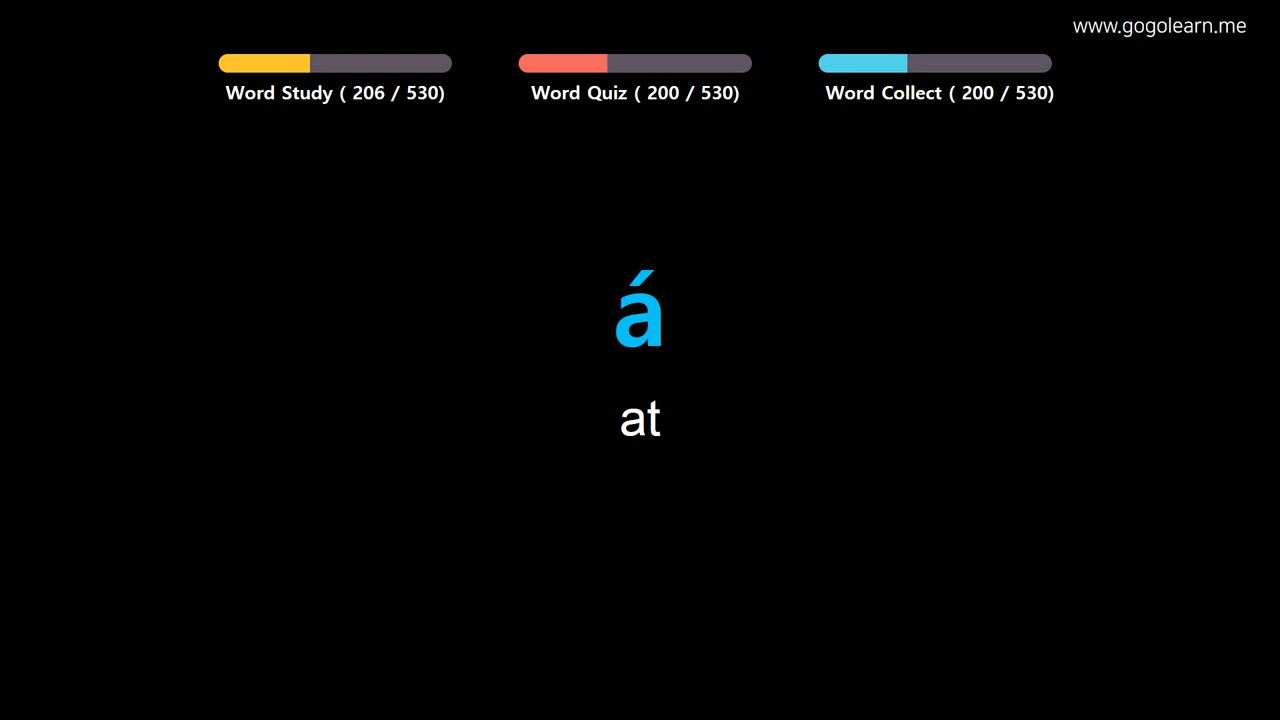 www.gogolearn.me
Word Study ( 206 / 530)
Word Quiz ( 200 / 530)
Word Collect ( 200 / 530)
á
at